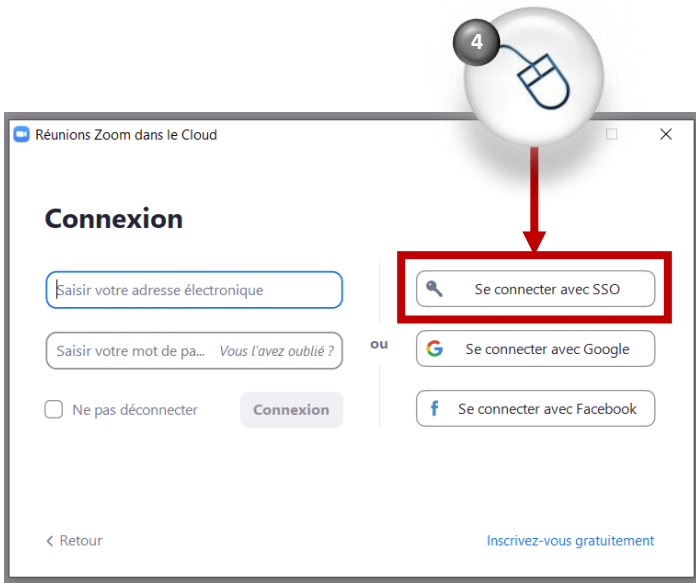 4
Réunions Zoom dans le Cloud
Connexion
Saisir votre adresse électronique
Se connecter avec SSO
Saisir votre mot de pa... Vous l'avez oublié ?
ou
Se connecter avec Google
Ne pas déconnecter
Connexion
Se connecter avec Facebook
Retour
Inscrivez-vous gratuitement